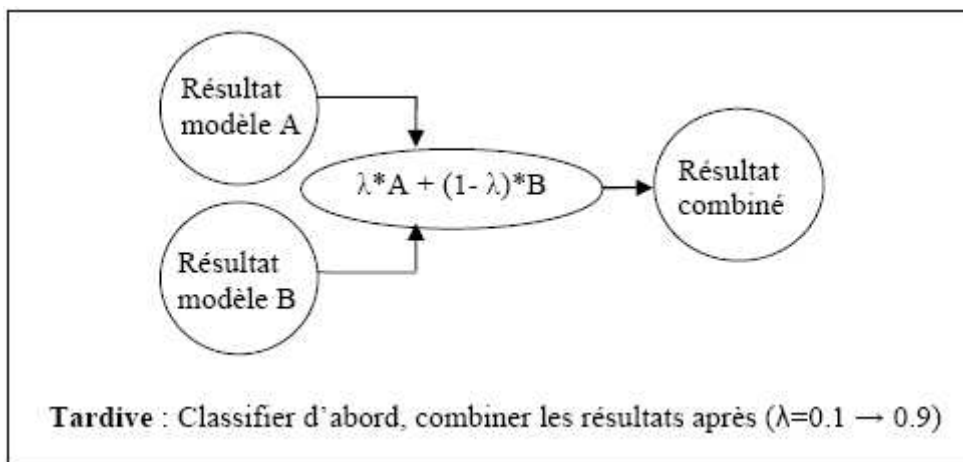 Résultat
modèle A
λ*A + (1- λ)*B
Résultat
combiné
Résultat
modèle B
Tardive : Classifier d’abord, combiner les résultats après (λ=0.1 → 0.9)